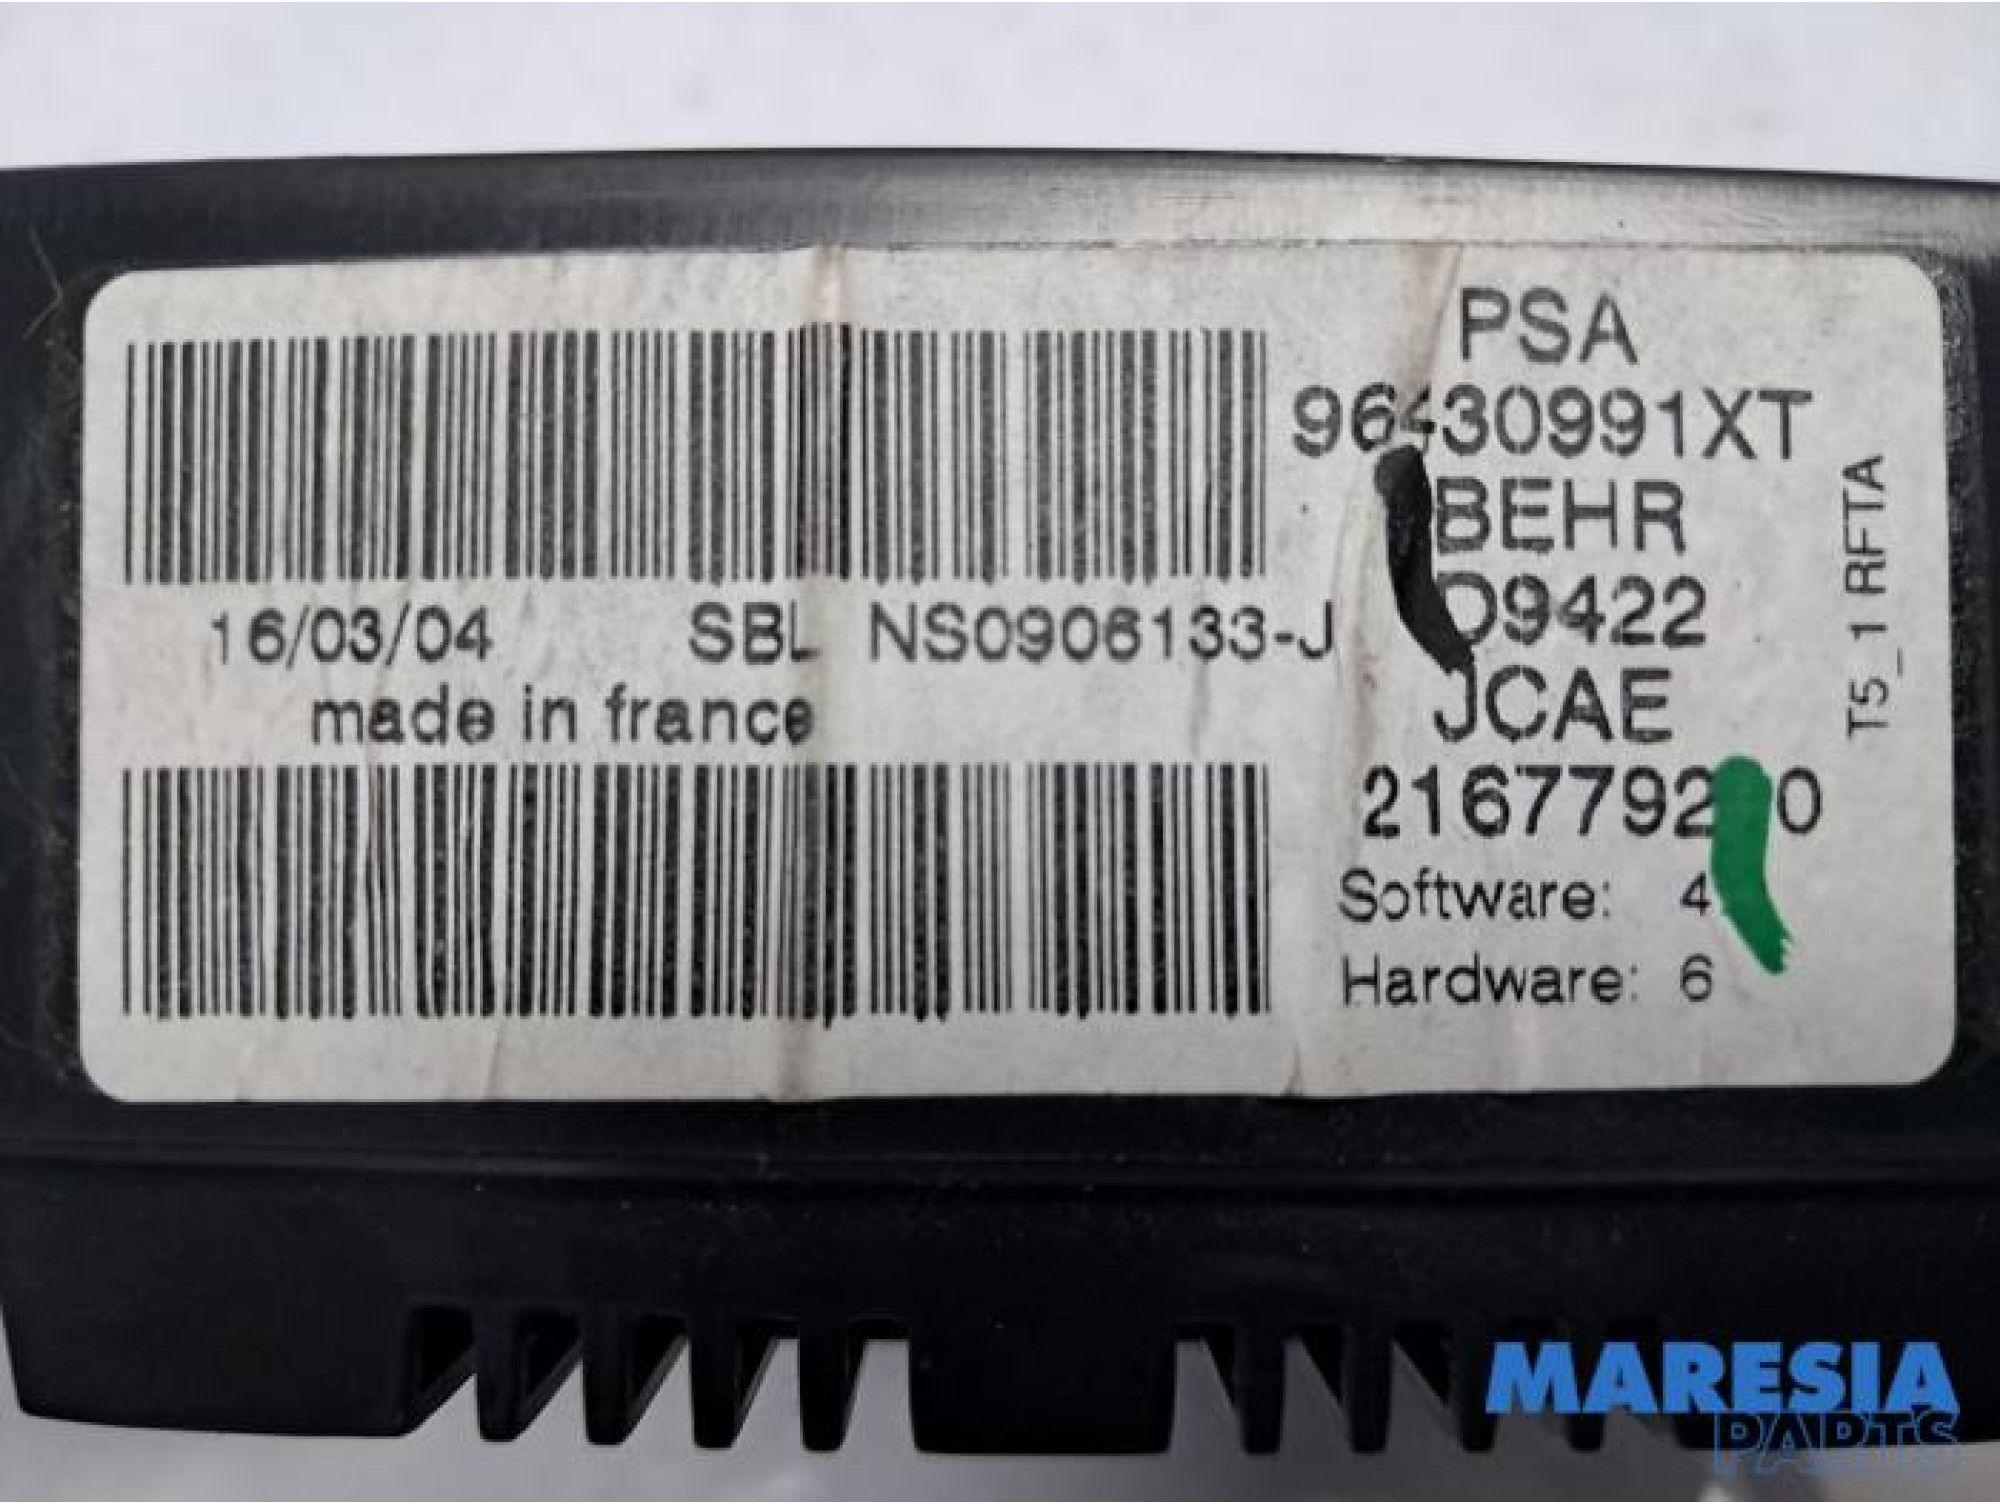 PSA
96430991XT
BEHR
09422
JCAE
Software: 4
Hardware: 6
T5_1 RFTA
16/03/04 SBL NS0906133-J
made in france
MARESIA
PARTS